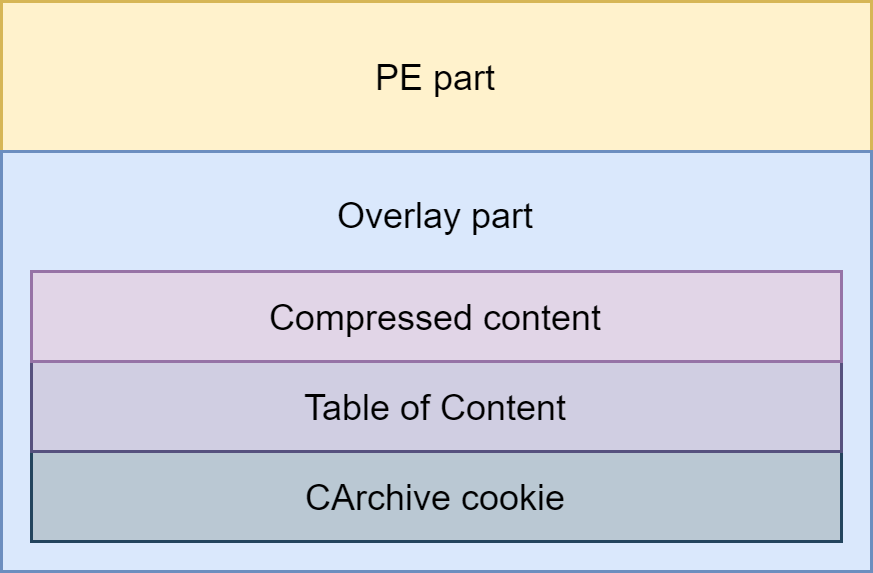 PE part
Overlay part
Compressed content
Table of Content
CArchive cookie